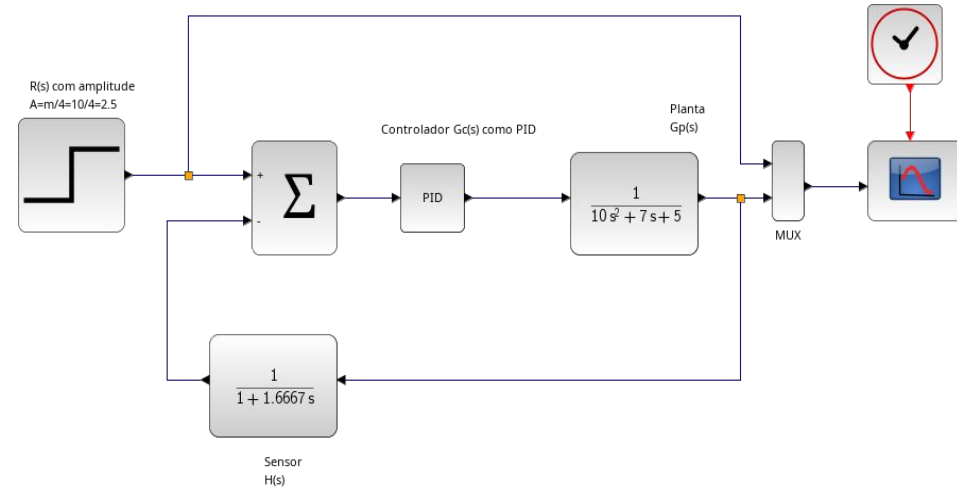 R(s) com amplitude
A=m/4=10/4=2.5
Controlador Gc(s) como PID
Planta
Gp(s)
+
-
Σ
PID
1
10 s² + 7 s + 5
MUX
1
1 + 1.6667 s
Sensor
H(s)